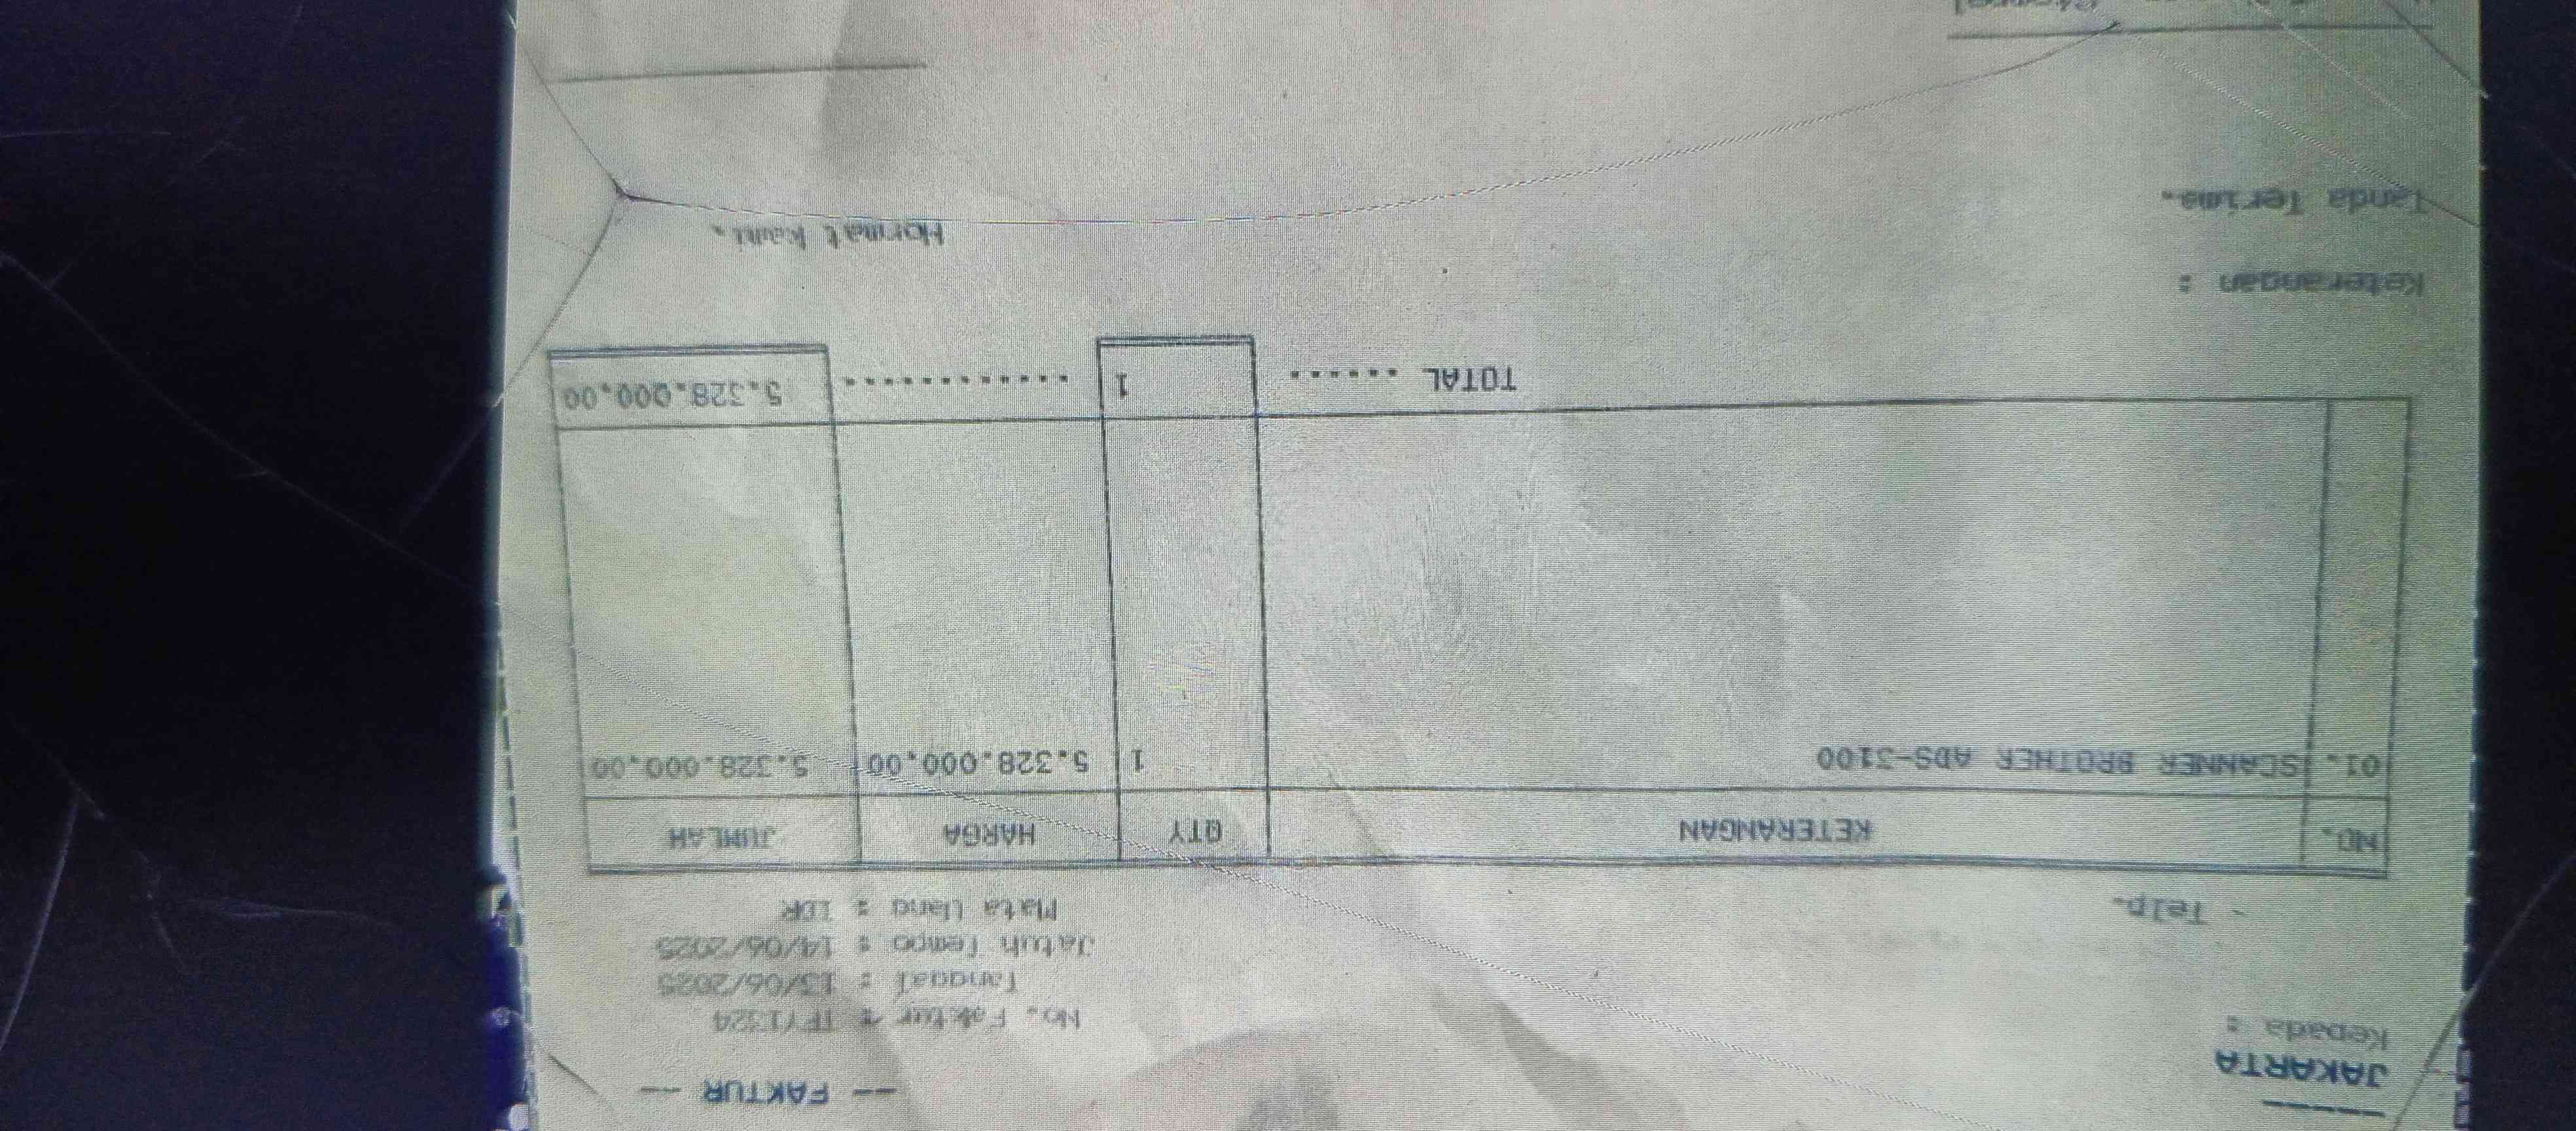 -- FAKTUR --
JAKARTA
Kepada :
No. Faktur : TF/1324
Tanggal : 13/06/2025
Jatuh Tempo : 14/06/2025
Mata Uang : IDR
- Telp.
NO. KETERANGAN QTY HARGA JUMLAH
01. SCANNER BROTHER ADS-3100 1 5.328.000,00 5.328.000,00
TOTAL ...... 1 ............ 5.328.000,00
Keterangan :
Tanda Terima. Hormat Kami.